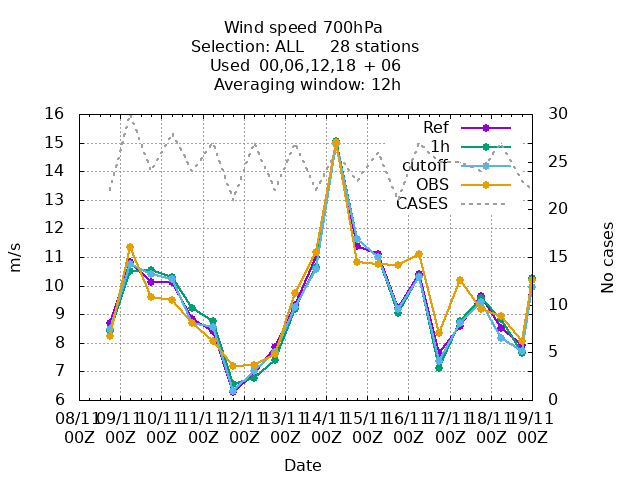 Wind speed 700hPa
Selection: ALL 28 stations
Used 00,06,12,18 + 06
Averaging window: 12h
16
15
14
13
12
11
10
9
8
7
6
m/s
30
25
20
15
10
5
0
No cases
Ref
1h
cutoff
OBS
CASES
08/11 09/11 10/11 11/11 12/11 13/11 14/11 15/11 16/11 17/11 18/11 19/11
00Z 00Z 00Z 00Z 00Z 00Z 00Z 00Z 00Z 00Z 00Z 00Z
Date